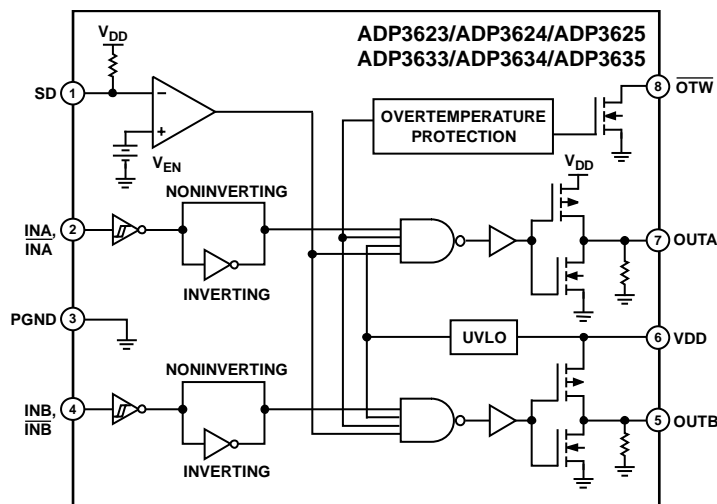 ADP3623/ADP3624/ADP3625
ADP3633/ADP3634/ADP3635
VDD
SD 1
8 OTW
OVERTEMPERATURE
PROTECTION
VEN
VDD
NONINVERTING
INA,
INA
2
7 OUTA
INVERTING
PGND 3
UVLO
6 VDD
NONINVERTING
INB,
INB
4
5 OUTB
INVERTING